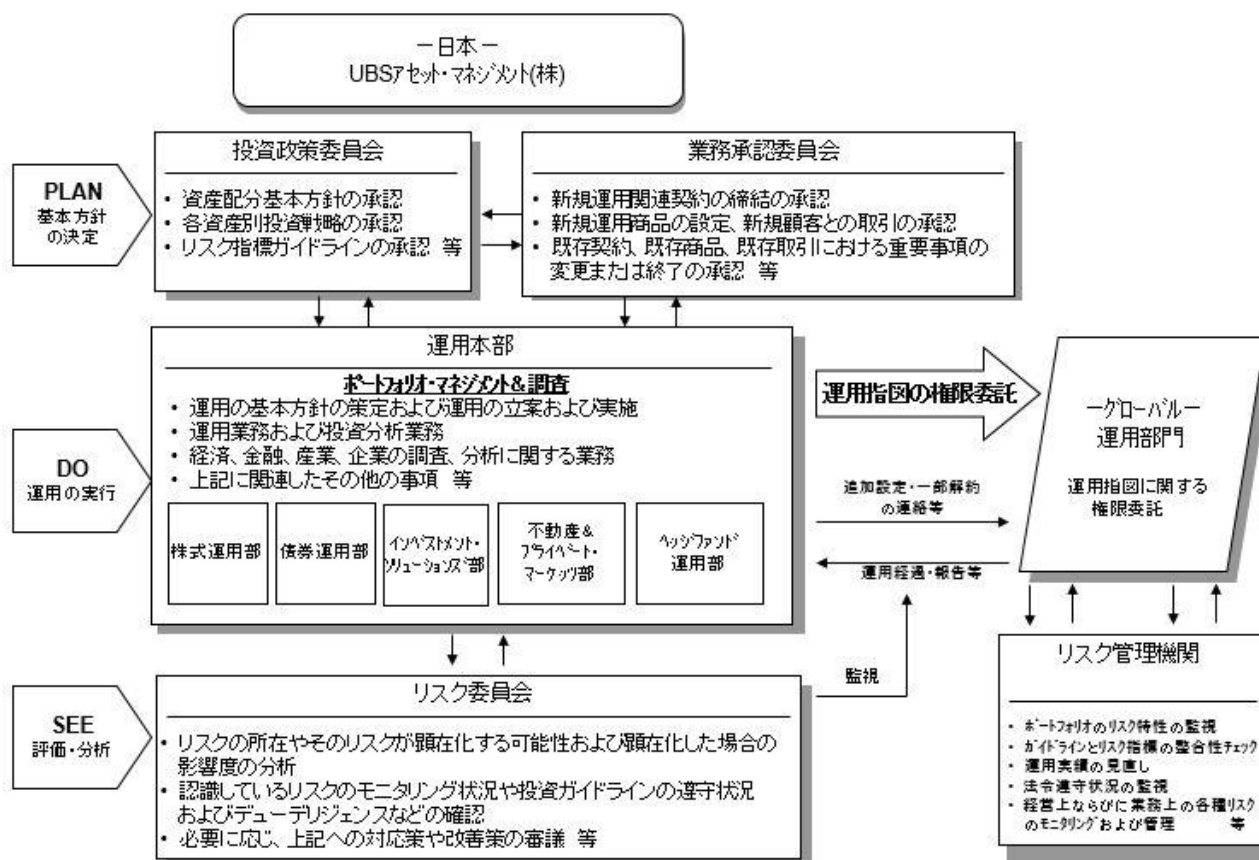 －日本－
UBSアセット・マネジメント(株)
投資政策委員会
・ 資産配分基本方針の承認
・ 各資産別投資戦略の承認
・ リスク指標ガイドラインの承認 等
業務承認委員会
・ 新規運用関連契約の締結の承認
・ 新規運用商品の設定、新規顧客との取引の承認
・ 既存契約、既存商品、既存取引における重要事項の
変更または終了の承認 等
PLAN
基本方針
の決定
運用本部
ポートフォリオ・マネジメント&調査
・ 運用の基本方針の策定および運用の立案および実施
・ 運用業務および投資分析業務
・ 経済、金融、産業、企業の調査、分析に関する業務
・ 上記に関連したその他の事項 等
株式運用部
債券運用部
インベストメント・
ソリューションズ部
不動産&
プライベート・
マーケッツ部
ヘッジファンド
運用部
DO
運用の実行
運用指図の権限委託
追加設定・一部解約
の連絡等
運用経過・報告等
監視
－グローバル－
運用部門
運用指図に関する
権限委託
リスク委員会
・ リスクの所在やそのリスクが顕在化する可能性および顕在化した場合の
影響度の分析
・ 認識しているリスクのモニタリング状況や投資ガイドラインの遵守状況
およびデューデリジェンスなどの確認
・ 必要に応じ、上記への対応策や改善策の審議 等
SEE
評価・分析
リスク管理機関
・ ポートフォリオのリスク特性の監視
・ ガイドラインとリスク指標の整合性チェック
・ 運用実績の見直し
・ 法令遵守状況の監視
・ 経営上ならびに業務上の各種リスク
のモニタリングおよび管理 等